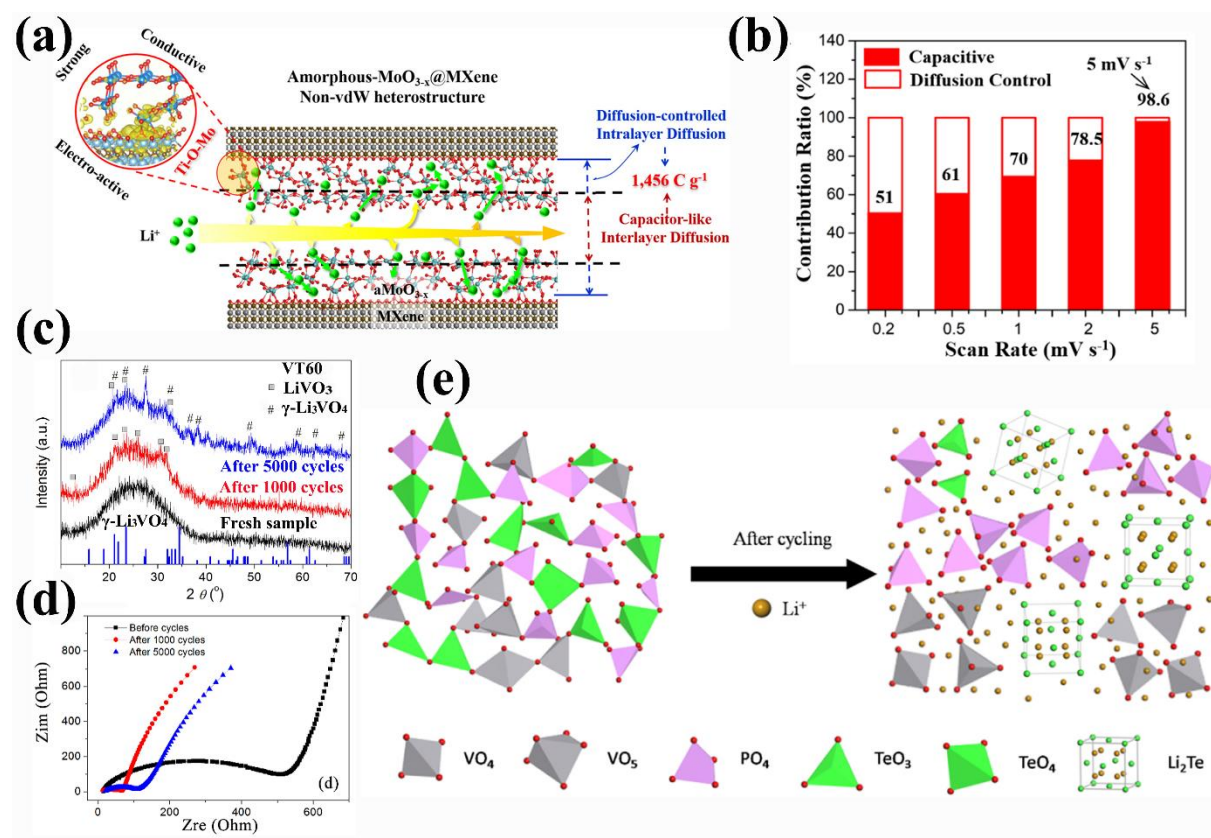 (a)
Strong
Conductive
Electro-active
Ti-O-Mo
Amorphous-MoO₃₋ₓ@MXene
Non-vdW heterostructure
Diffusion-controlled
Intralayer Diffusion
1,456 C g⁻¹
Capacitor-like
Interlayer Diffusion
Li⁺
aMoO₃₋ₓ
MXene
(b)
Contribution Ratio (%)
140
120
100
80
60
40
20
0
Capacitive
Diffusion Control
5 mV s⁻¹
98.6
78.5
70
61
51
0.2
0.5
1
2
5
Scan Rate (mV s⁻¹)
(c)
Intensity (a.u.)
VT60
LiVO₃
# γ-Li₃VO₄
# # # # # # # # # #
After 5000 cycles
After 1000 cycles
γ-Li₃VO₄
Fresh sample
10 20 30 40 50 60 70
2 θ (°)
(d)
Zim (Ohm)
1000
800
600
400
200
0
Before cycles
After 1000 cycles
After 5000 cycles
(d)
0 200 400 600
Zre (Ohm)
(e)
After cycling
Li⁺
VO₄
VO₅
PO₄
TeO₃
TeO₄
Li₂Te